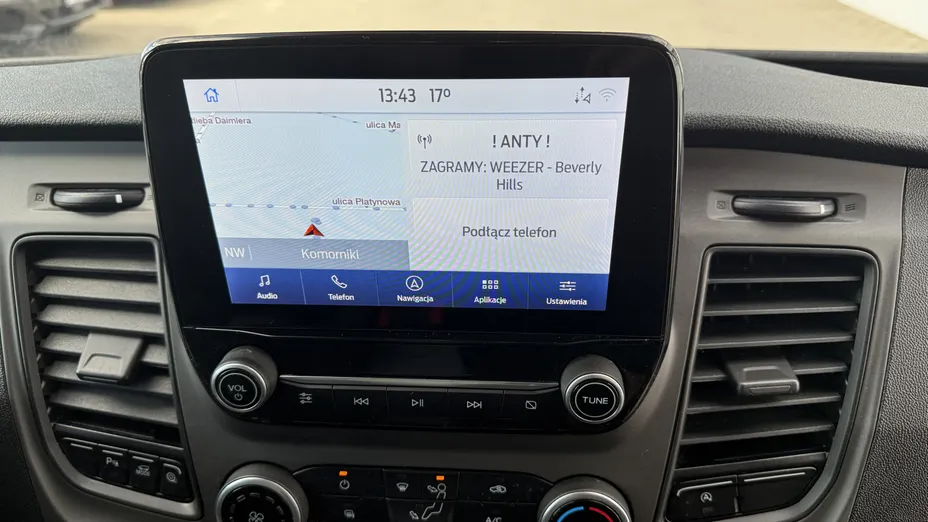 13:43 17°
ulica Ma
ieba Daimlera
! ANTY !
ZAGRAMY: WEEZER - Beverly
Hills
ulica Platynowa
Podłącz telefon
NW Komorniki
Audio Telefon Nawigacja Aplikacje Ustawienia
VOL
TUNE
A/C